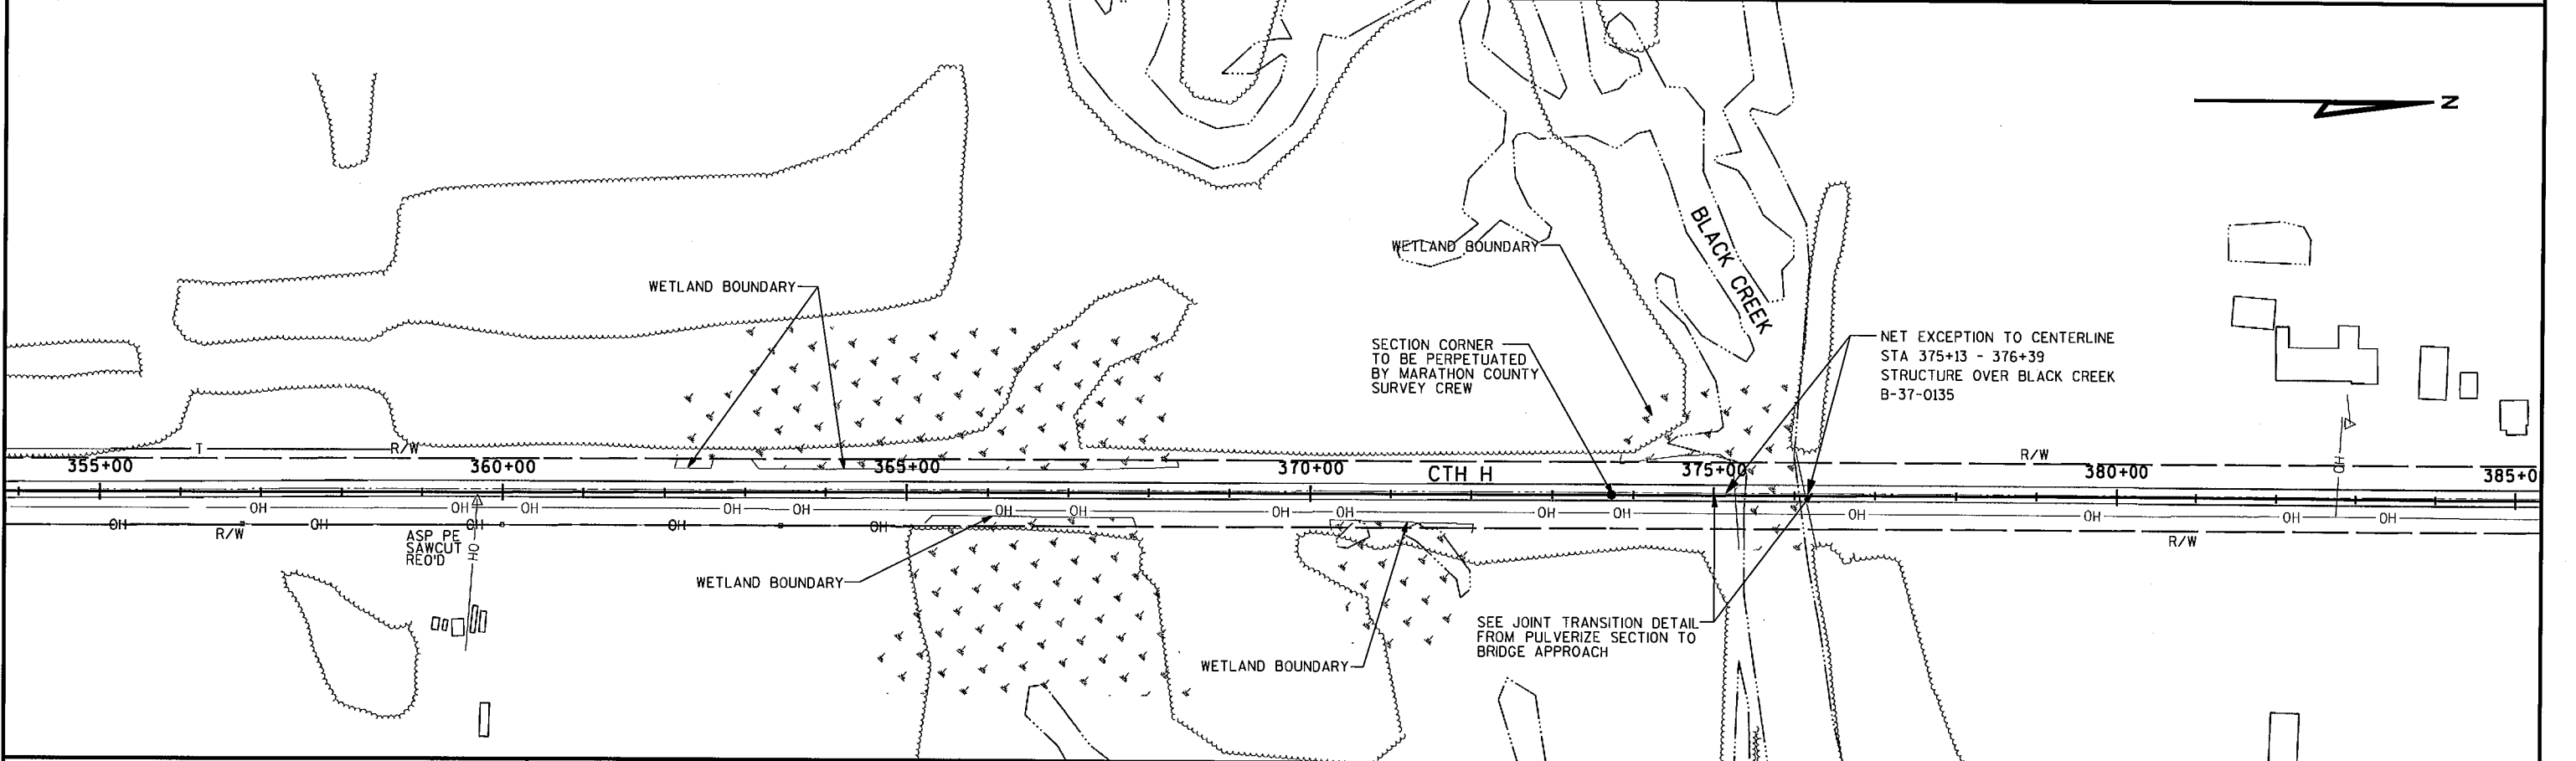 N
BLACK CREEK
WETLAND BOUNDARY
WETLAND BOUNDARY
SECTION CORNER
TO BE PERPETUATED
BY MARATHON COUNTY
SURVEY CREW
NET EXCEPTION TO CENTERLINE
STA 375+13 - 376+39
STRUCTURE OVER BLACK CREEK
B-37-0135
T
R/W
R/W
355+00
360+00
365+00
370+00
CTH H
375+00
380+00
385+0
OH
OH OH OH OH OH OH OH OH OH OH OH OH OH OH OH
OH OH OH OH OH
R/W
R/W
ASP PE
SAWCUT
REO'D
OH
WETLAND BOUNDARY
WETLAND BOUNDARY
SEE JOINT TRANSITION DETAIL
FROM PULVERIZE SECTION TO
BRIDGE APPROACH